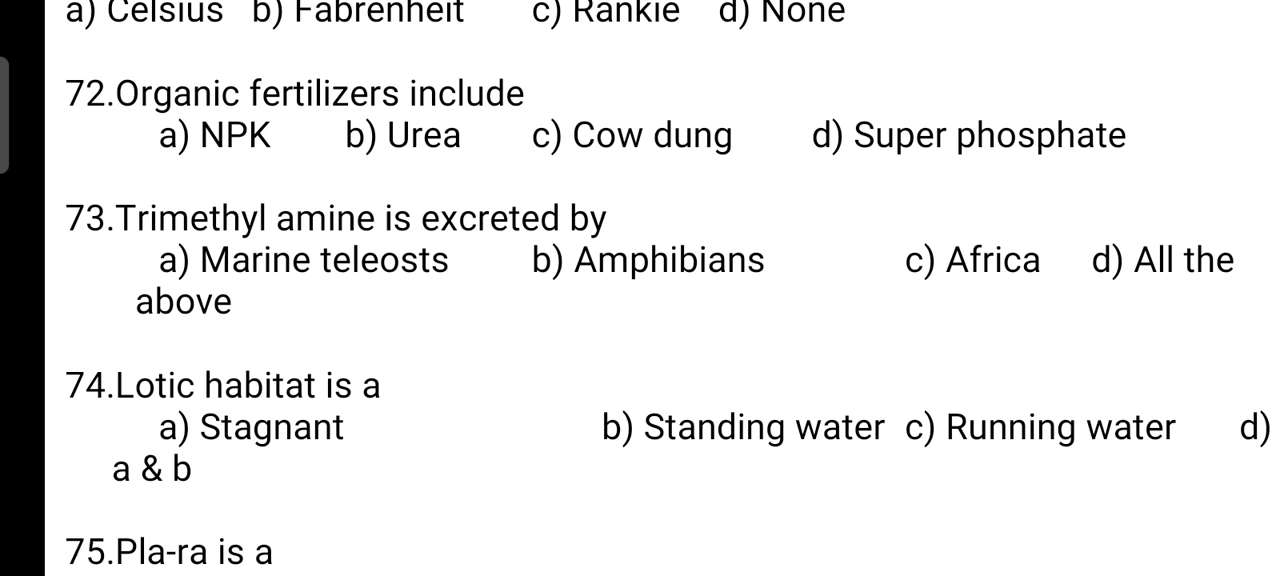 a) Celsius b) Fabrenheit c) Rankie d) None
72.Organic fertilizers include
a) NPK b) Urea c) Cow dung d) Super phosphate
73.Trimethyl amine is excreted by
a) Marine teleosts b) Amphibians c) Africa d) All the
above
74.Lotic habitat is a
a) Stagnant b) Standing water c) Running water d)
a & b
75.Pla-ra is a